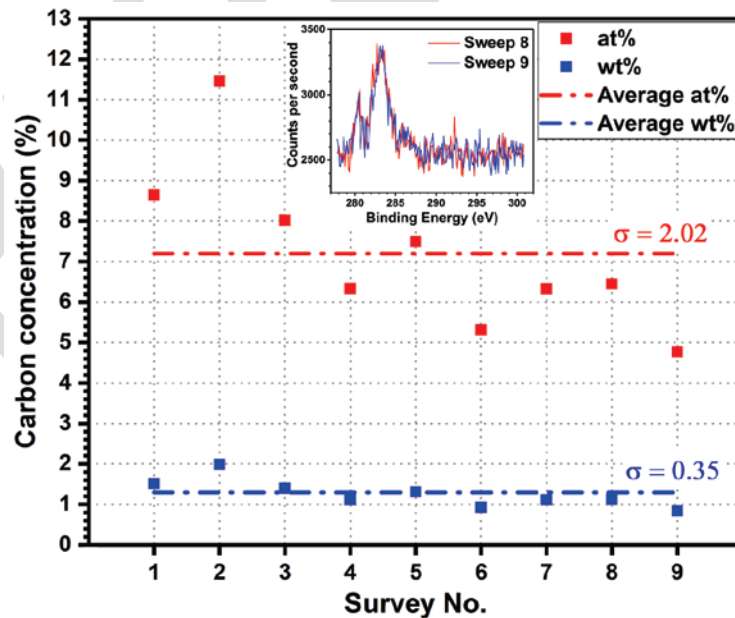 13
12
11
10
9
8
7
6
5
4
3
2
1
0
Carbon concentration (%)
1 2 3 4 5 6 7 8 9
Survey No.
3500
3000
2500
Counts per second
280 285 290 295 300
Binding Energy (eV)
Sweep 8
Sweep 9
at%
wt%
Average at%
Average wt%
σ = 2.02
σ = 0.35